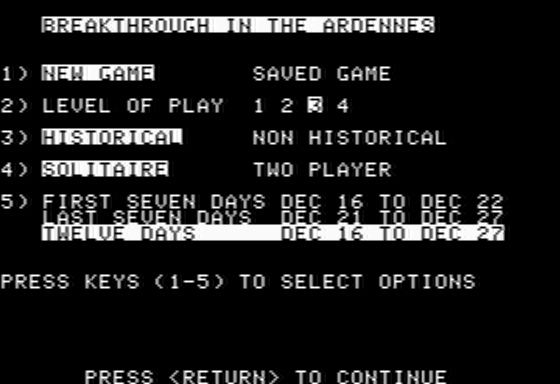 BREAKTHROUGH IN THE ARDENNES
1) NEW GAME SAVED GAME
2) LEVEL OF PLAY 1 2 3 4
3) HISTORICAL NON HISTORICAL
4) SOLITAIRE TWO PLAYER
5) FIRST SEVEN DAYS DEC 16 TO DEC 22
LAST SEVEN DAYS DEC 21 TO DEC 27
TWELVE DAYS DEC 16 TO DEC 27
PRESS KEYS (1-5) TO SELECT OPTIONS
PRESS <RETURN> TO CONTINUE